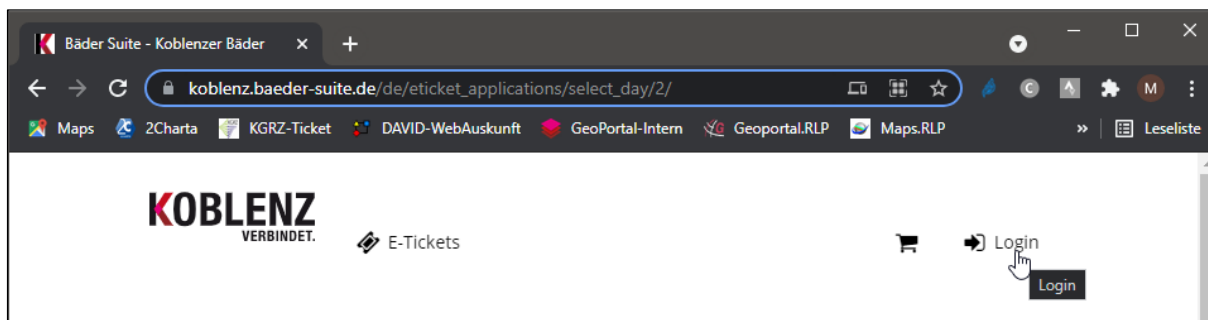 Bäder Suite - Koblenzer Bäder
koblenz.baeder-suite.de/de/eticket_applications/select_day/2/
C
M
Maps 2Charta KGRZ-Ticket DAVID-WebAuskunft GeoPortal-Intern Geoportal.RLP Maps.RLP » Leseliste
KOBLENZ
VERBINDET.
E-Tickets Login
Login